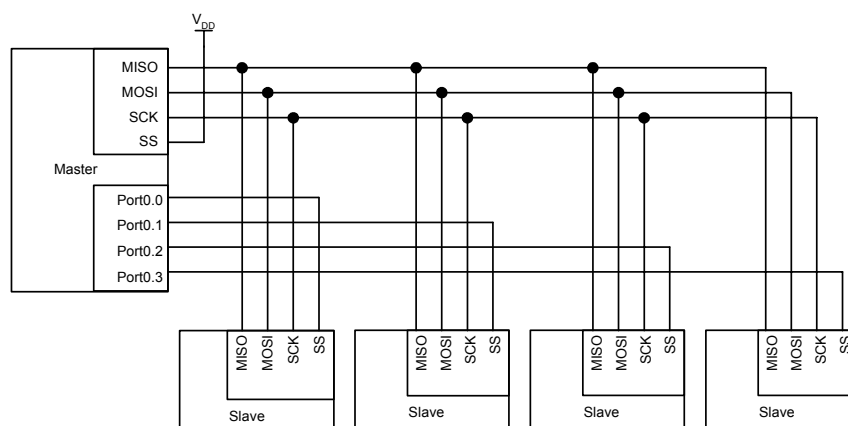 VDD
MISO
MOSI
SCK
SS
Master
Port0.0
Port0.1
Port0.2
Port0.3
MISO
MOSI
SCK
SS
Slave
MISO
MOSI
SCK
SS
Slave
MISO
MOSI
SCK
SS
Slave
MISO
MOSI
SCK
SS
Slave